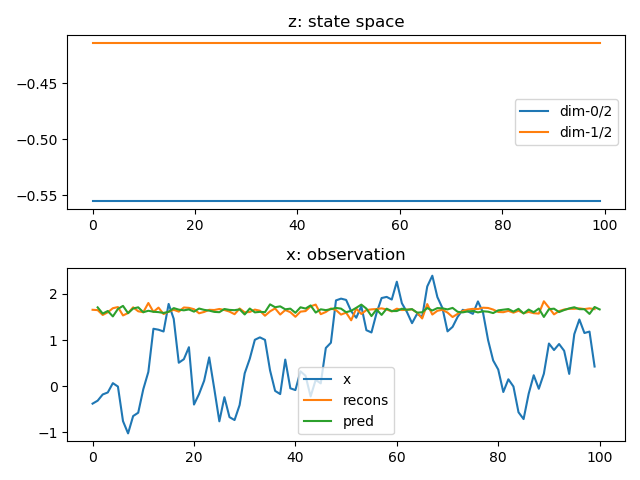 z: state space
−0.45
−0.50
−0.55
dim-0/2
dim-1/2
0 20 40 60 80 100
x: observation
2
1
0
−1
x
recons
pred
0 20 40 60 80 100